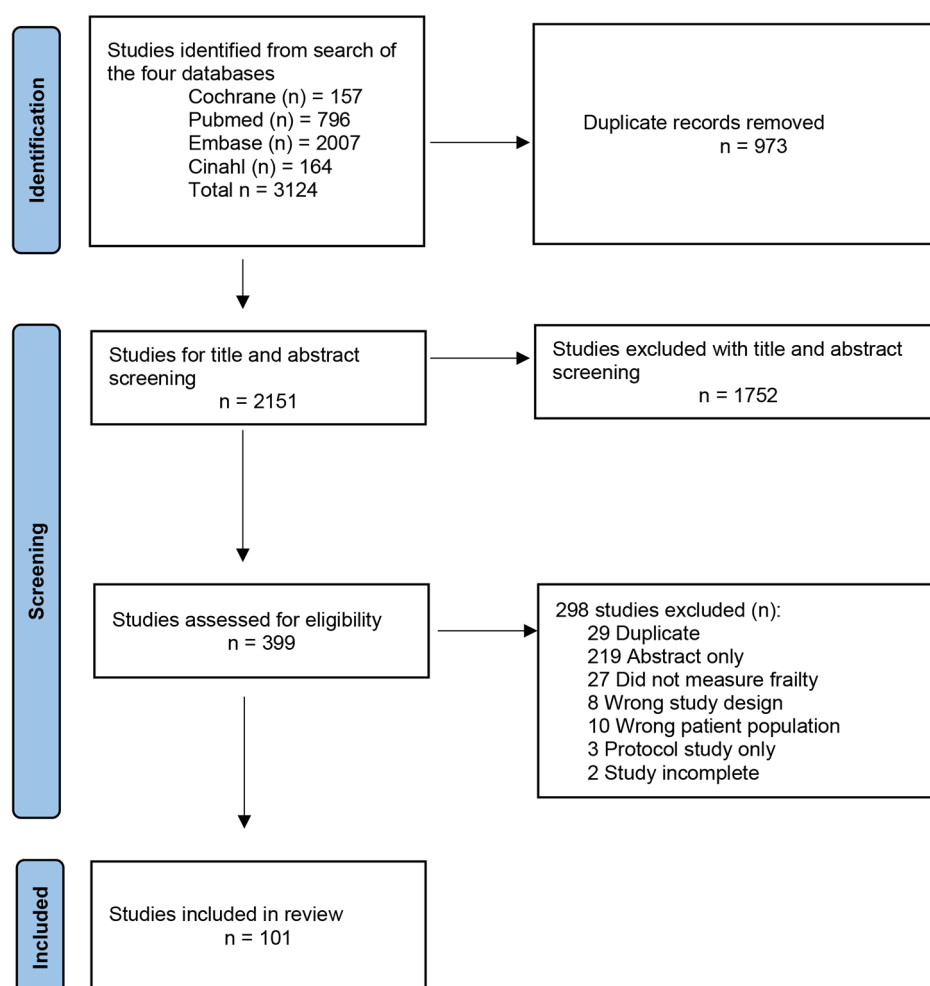 Identification
Studies identified from search of
the four databases
Cochrane (n) = 157
Pubmed (n) = 796
Embase (n) = 2007
Cinahl (n) = 164
Total n = 3124
Duplicate records removed
n = 973
Screening
Studies for title and abstract
screening
n = 2151
Studies excluded with title and abstract
screening
n = 1752
Studies assessed for eligibility
n = 399
298 studies excluded (n):
29 Duplicate
219 Abstract only
27 Did not measure frailty
8 Wrong study design
10 Wrong patient population
3 Protocol study only
2 Study incomplete
Included
Studies included in review
n = 101